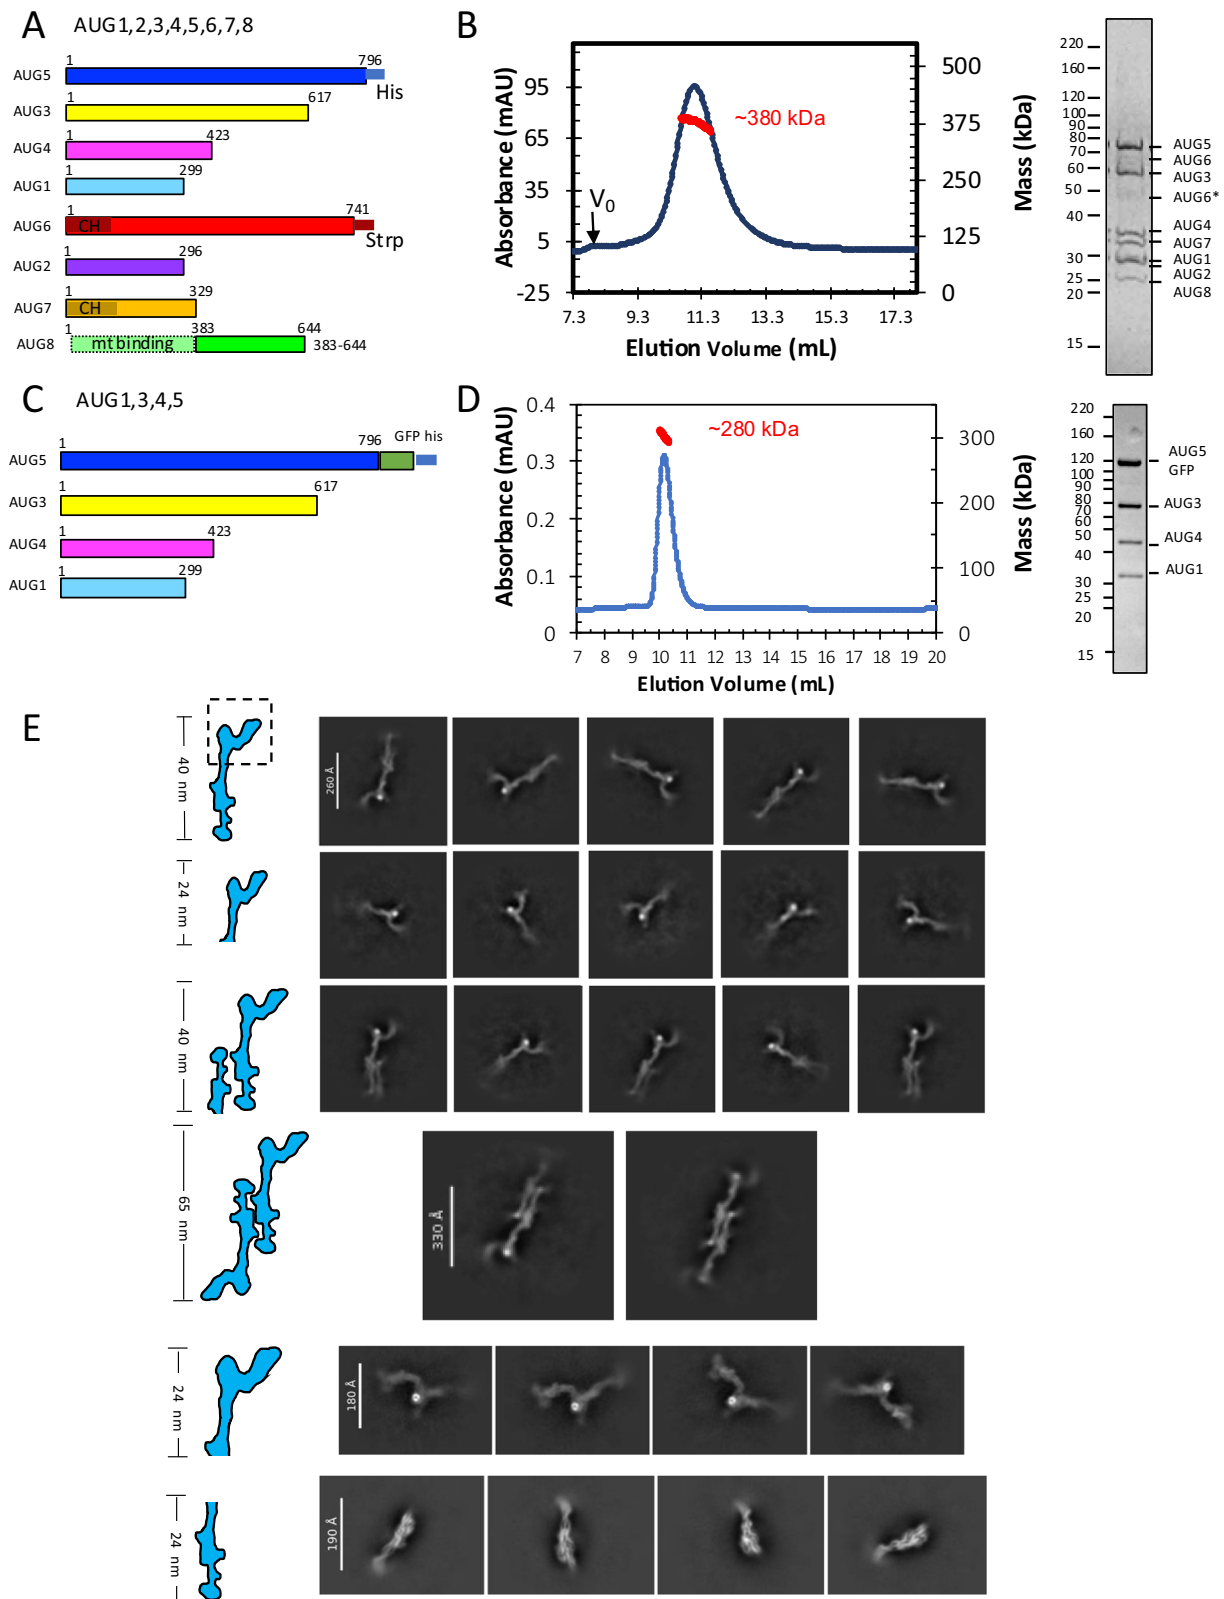 A AUG1,2,3,4,5,6,7,8
1 796
AUG5
His
1 617
AUG3
1 423
AUG4
1 299
AUG1
1 741
AUG6 CH
Strp
1 296
AUG2
1 329
AUG7 CH
1 383 644
AUG8 mt binding 383-644
B
Absorbance (mAU)
95
65
35
5
-25
V0
~380 kDa
500
375
250
125
0
Mass (kDa)
7.3 9.3 11.3 13.3 15.3 17.3
Elution Volume (mL)
220
160
120
100
90
80
70
60
50
40
30
25
20
15
AUG5
AUG6
AUG3
AUG6*
AUG4
AUG7
AUG1
AUG2
AUG8
C AUG1,3,4,5
1 796 GFP his
AUG5
1 617
AUG3
1 423
AUG4
1 299
AUG1
D
Absorbance (mAU)
0.4
0.3
0.2
0.1
0
~280 kDa
300
200
100
0
Mass (kDa)
7 8 9 10 11 12 13 14 15 16 17 18 19 20
Elution Volume (mL)
220
160
120
100
90
80
70
60
50
40
30
25
20
15
AUG5
GFP
AUG3
AUG4
AUG1
E
40 nm
260 Å
24 nm
40 nm
65 nm
330 Å
24 nm
180 Å
24 nm
190 Å